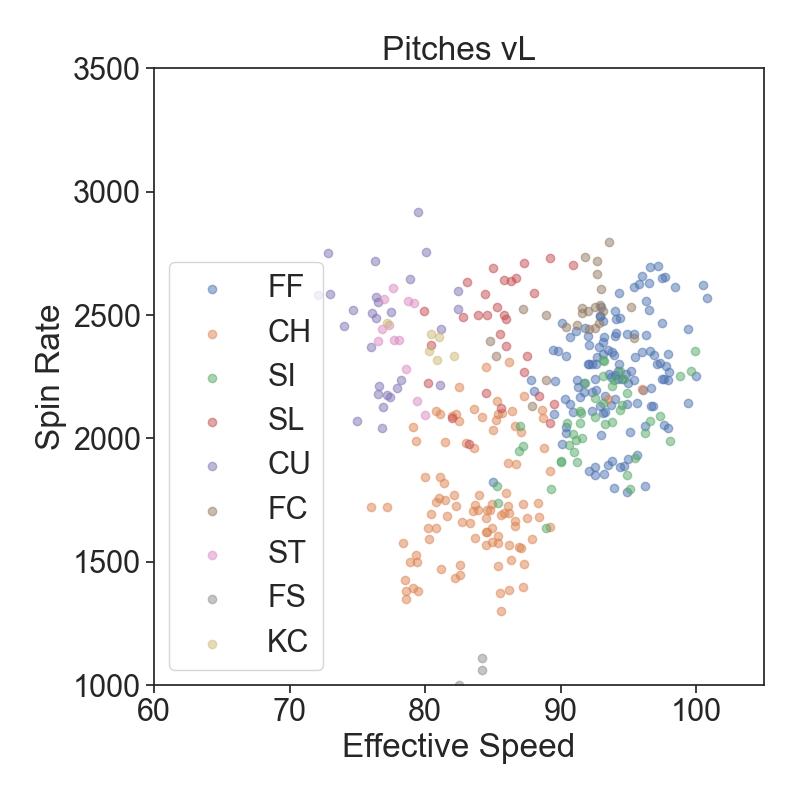 Pitches vL
3500
3000
2500
2000
1500
1000
Spin Rate
FF
CH
SI
SL
CU
FC
ST
FS
KC
60 70 80 90 100
Effective Speed